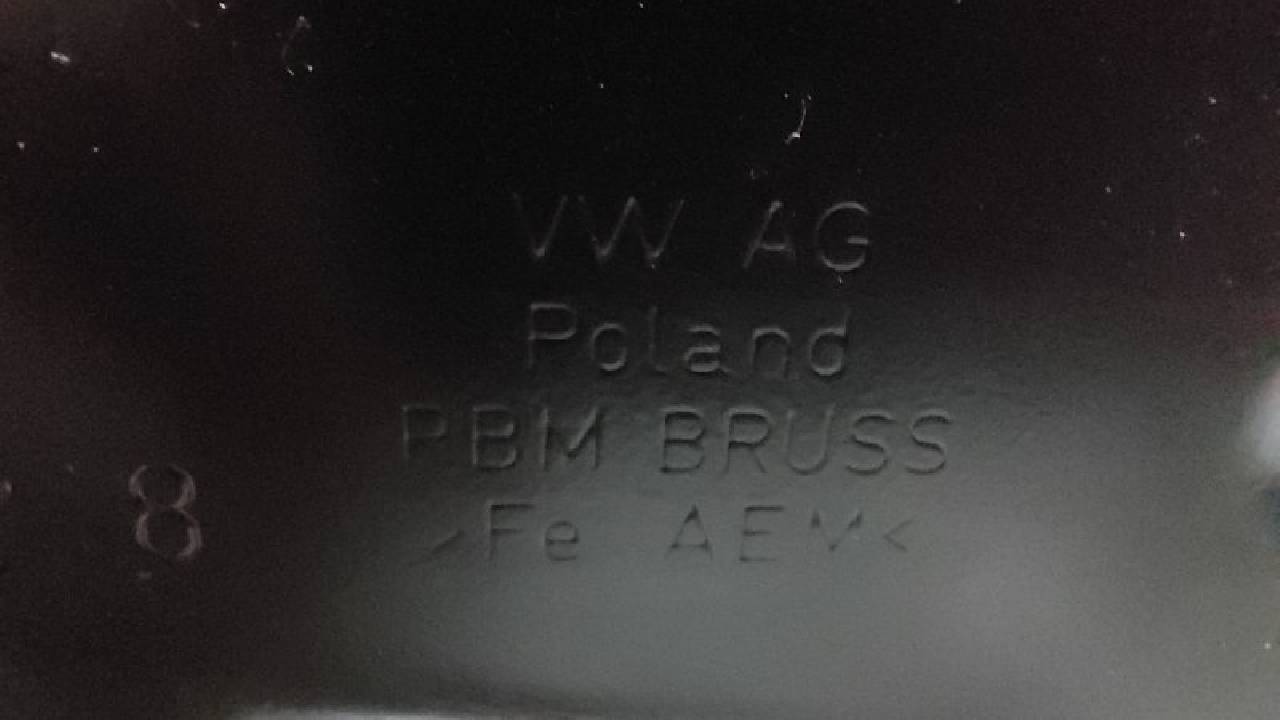 VW AG
Poland
PBM BRUSS
>Fe AEM<
8